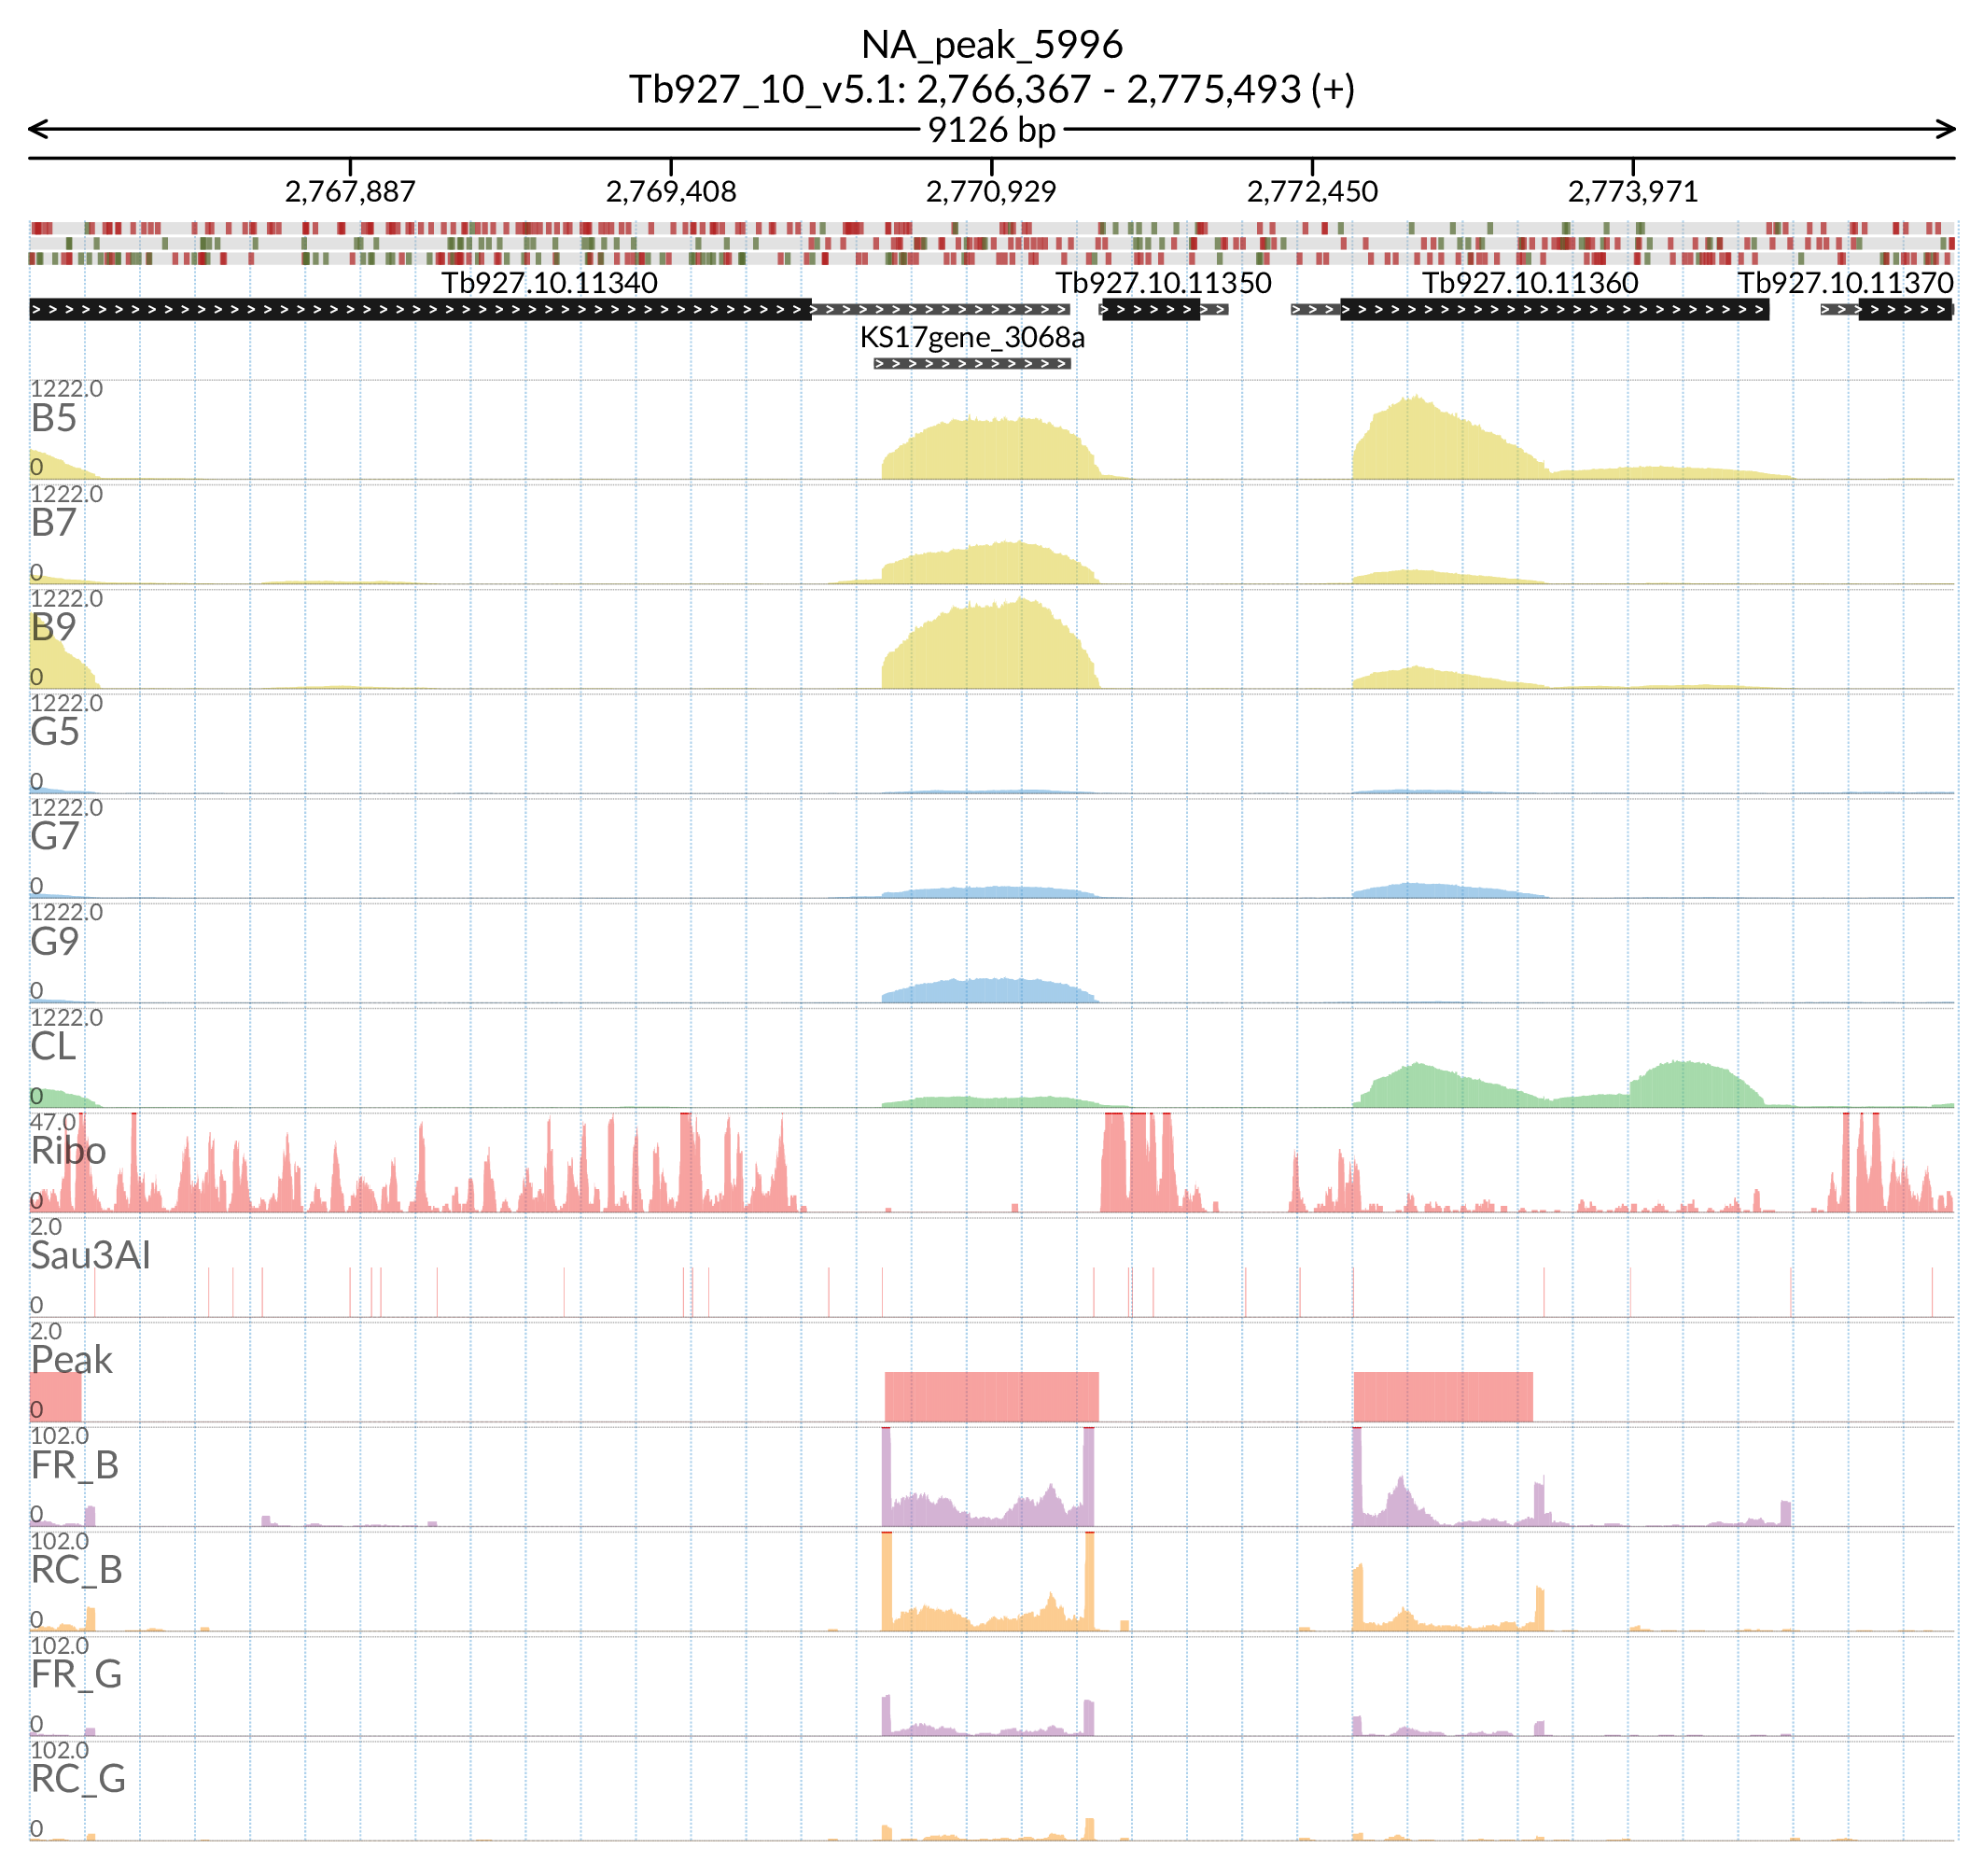 NA_peak_5996
Tb927_10_v5.1: 2,766,367 - 2,775,493 (+)
9126 bp
2,767,887 2,769,408 2,770,929 2,772,450 2,773,971
Tb927.10.11340 Tb927.10.11350 Tb927.10.11360 Tb927.10.11370
KS17gene_3068a
1222.0
B5
0
1222.0
B7
0
1222.0
B9
0
1222.0
G5
0
1222.0
G7
0
1222.0
G9
0
1222.0
CL
0
47.0
Ribo
0
2.0
Sau3AI
0
2.0
Peak
0
102.0
FR_B
0
102.0
RC_B
0
102.0
FR_G
0
102.0
RC_G
0